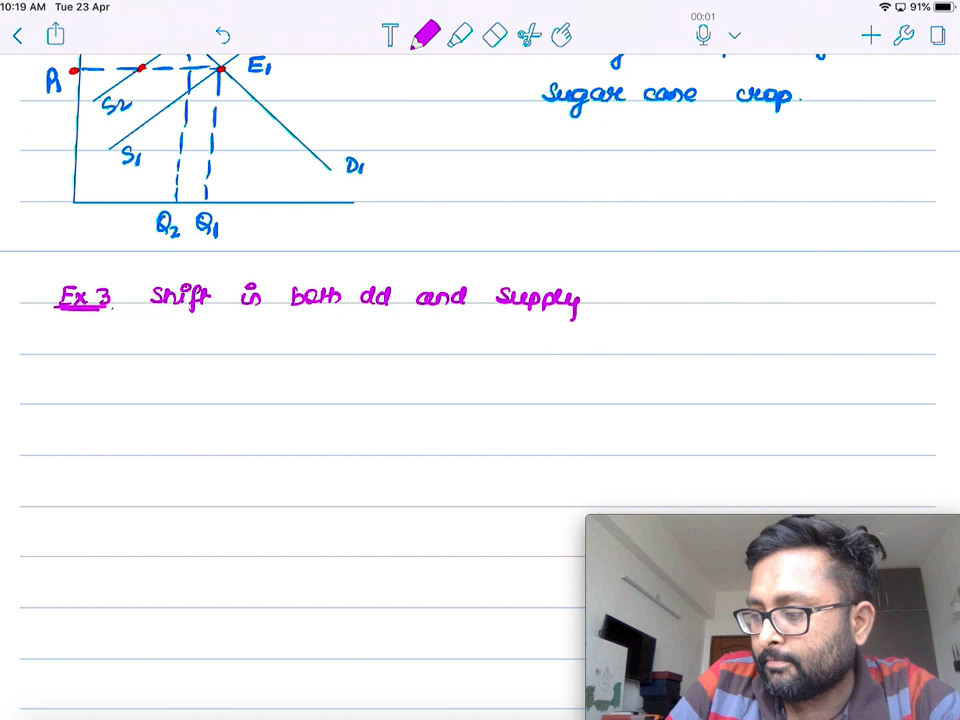 10:19 AM Tue 23 Apr
91%
00:01
T
P1 E1
sugar cane crop.
S2
S1
D1
Q2 Q1
Ex 3. Shift in both dd and supply